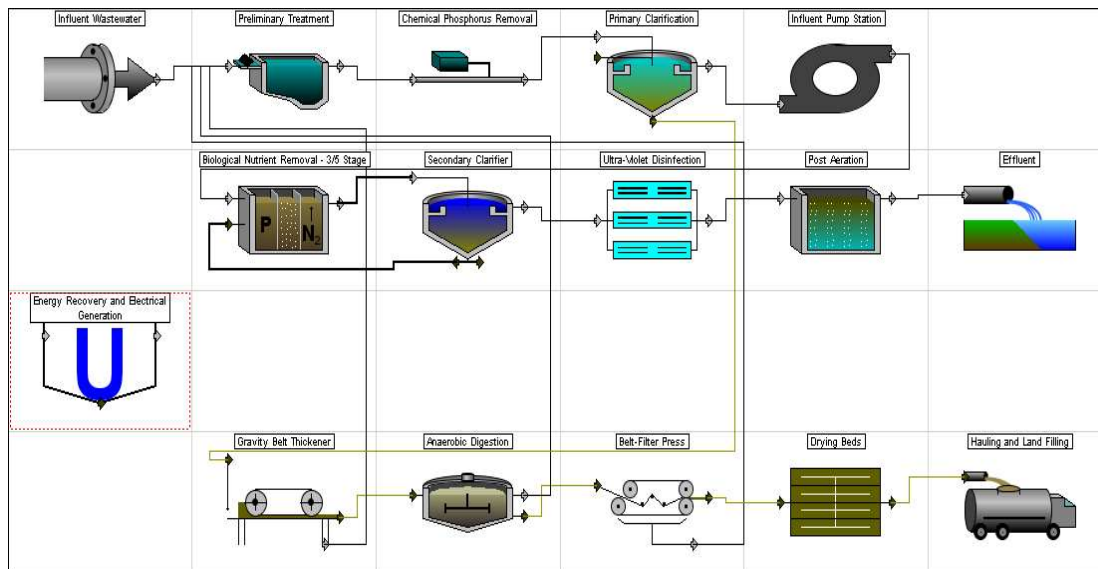 Influent Wastewater
Preliminary Treatment
Chemical Phosphorus Removal
Primary Clarification
Influent Pump Station
Biological Nutrient Removal - 3/5 Stage
Secondary Clarifier
Ultra-Violet Disinfection
Post Aeration
Effluent
P
N2
Energy Recovery and Electrical
Generation
U
Gravity Belt Thickener
Anaerobic Digestion
Belt-Filter Press
Drying Beds
Hauling and Land Filling